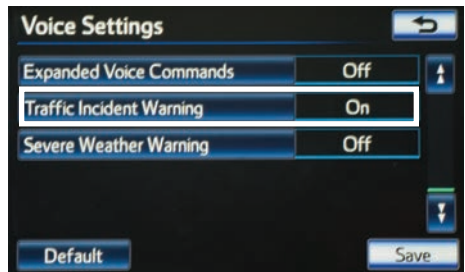 Voice Settings
Expanded Voice Commands Off
Traffic Incident Warning On
Severe Weather Warning Off
Default Save